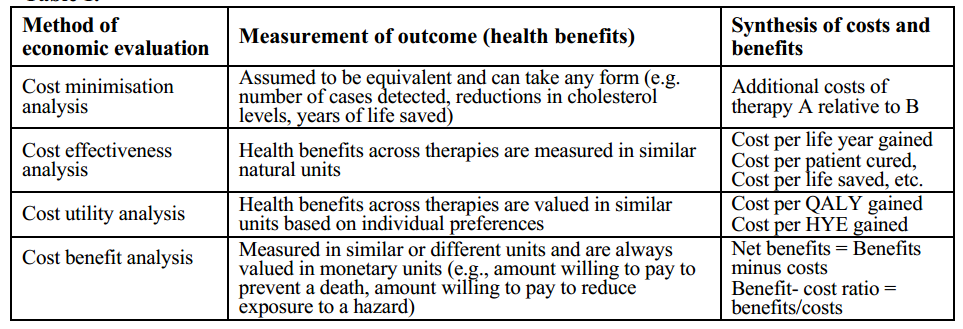 Method of
economic evaluation
Measurement of outcome (health benefits)
Synthesis of costs and
benefits
Cost minimisation
analysis
Assumed to be equivalent and can take any form (e.g.
number of cases detected, reductions in cholesterol
levels, years of life saved)
Additional costs of
therapy A relative to B
Cost effectiveness
analysis
Health benefits across therapies are measured in similar
natural units
Cost per life year gained
Cost per patient cured,
Cost per life saved, etc.
Cost utility analysis
Health benefits across therapies are valued in similar
units based on individual preferences
Cost per QALY gained
Cost per HYE gained
Cost benefit analysis
Measured in similar or different units and are always
valued in monetary units (e.g., amount willing to pay to
prevent a death, amount willing to pay to reduce
exposure to a hazard)
Net benefits = Benefits
minus costs
Benefit- cost ratio =
benefits/costs